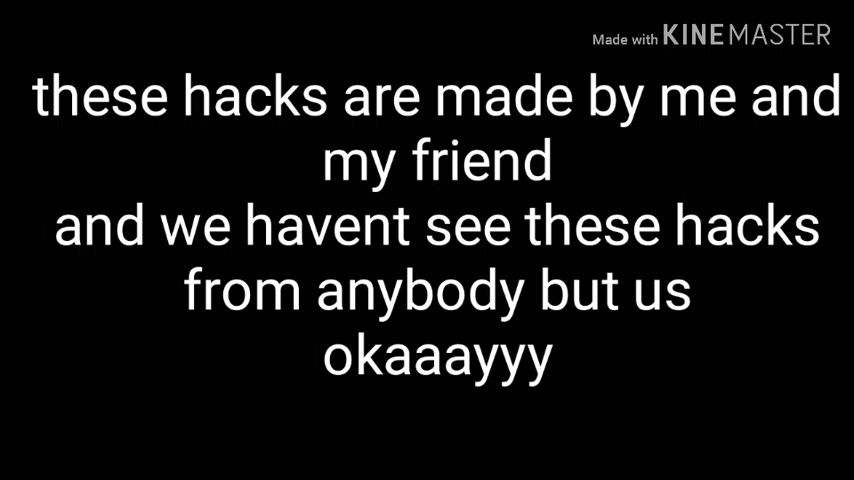 Made with KINEMASTER
these hacks are made by me and
my friend
and we havent see these hacks
from anybody but us
okaaayyy